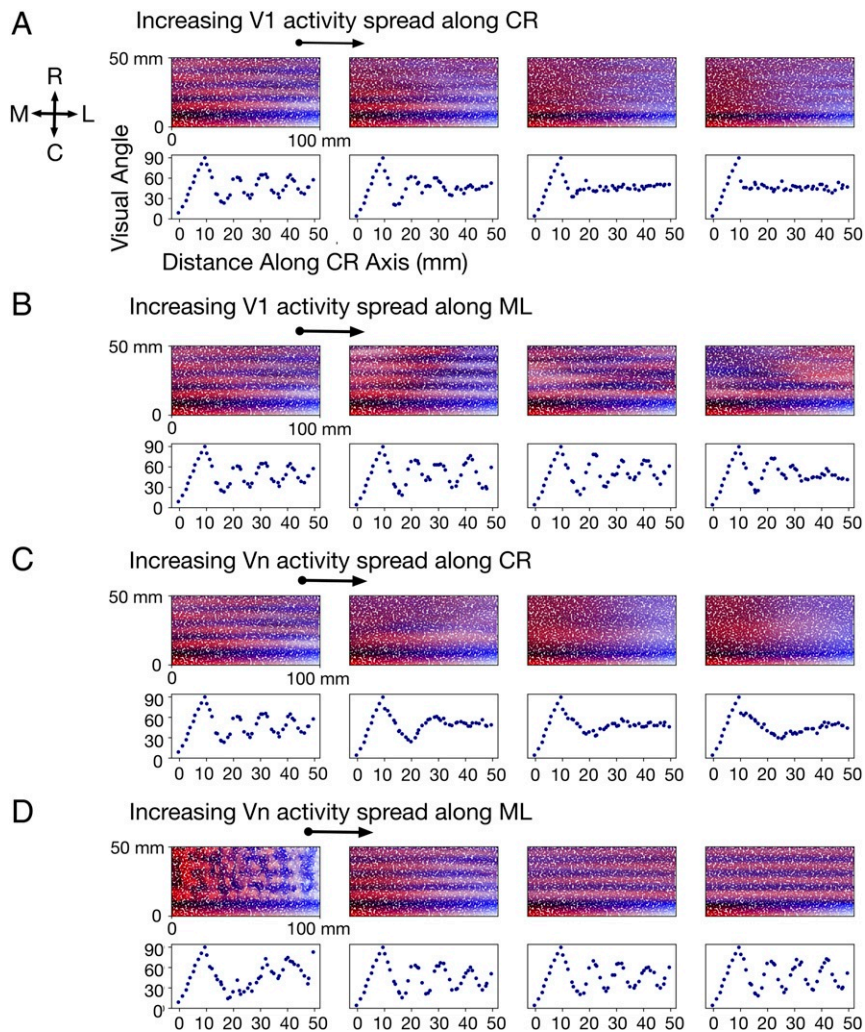 A
Increasing V1 activity spread along CR
R
M L
C
50 mm
0
0 100 mm
Visual Angle
90
60
30
0
0 10 20 30 40 50 0 10 20 30 40 50 0 10 20 30 40 50 0 10 20 30 40 50
Distance Along CR Axis (mm)
B
Increasing V1 activity spread along ML
50 mm
0
0 100 mm
90
60
30
0
0 10 20 30 40 50 0 10 20 30 40 50 0 10 20 30 40 50 0 10 20 30 40 50
C
Increasing Vn activity spread along CR
50 mm
0
0 100 mm
90
60
30
0
0 10 20 30 40 50 0 10 20 30 40 50 0 10 20 30 40 50 0 10 20 30 40 50
D
Increasing Vn activity spread along ML
50 mm
0
0 100 mm
90
60
30
0
0 10 20 30 40 50 0 10 20 30 40 50 0 10 20 30 40 50 0 10 20 30 40 50